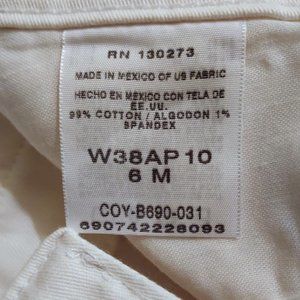 RN 130273
MADE IN MEXICO OF US FABRIC
HECHO EN MEXICO CON TELA DE
EE.UU.
99% COTTON / ALGODON 1%
SPANDEX
W38AP10
6 M
COY-B690-031
690742228093